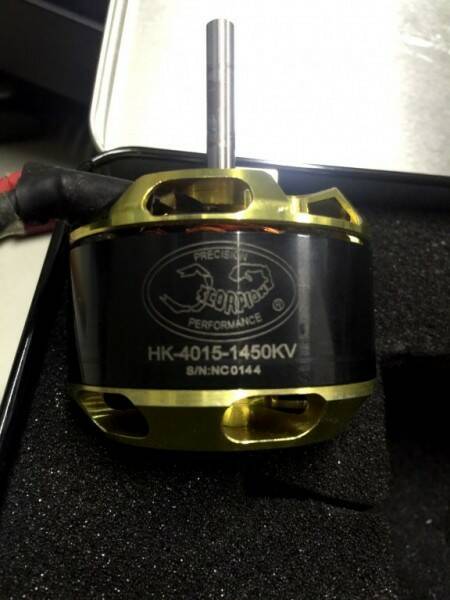 PRECISION
SCORPION
®
PERFORMANCE
HK-4015-1450KV
S/N:NC0144